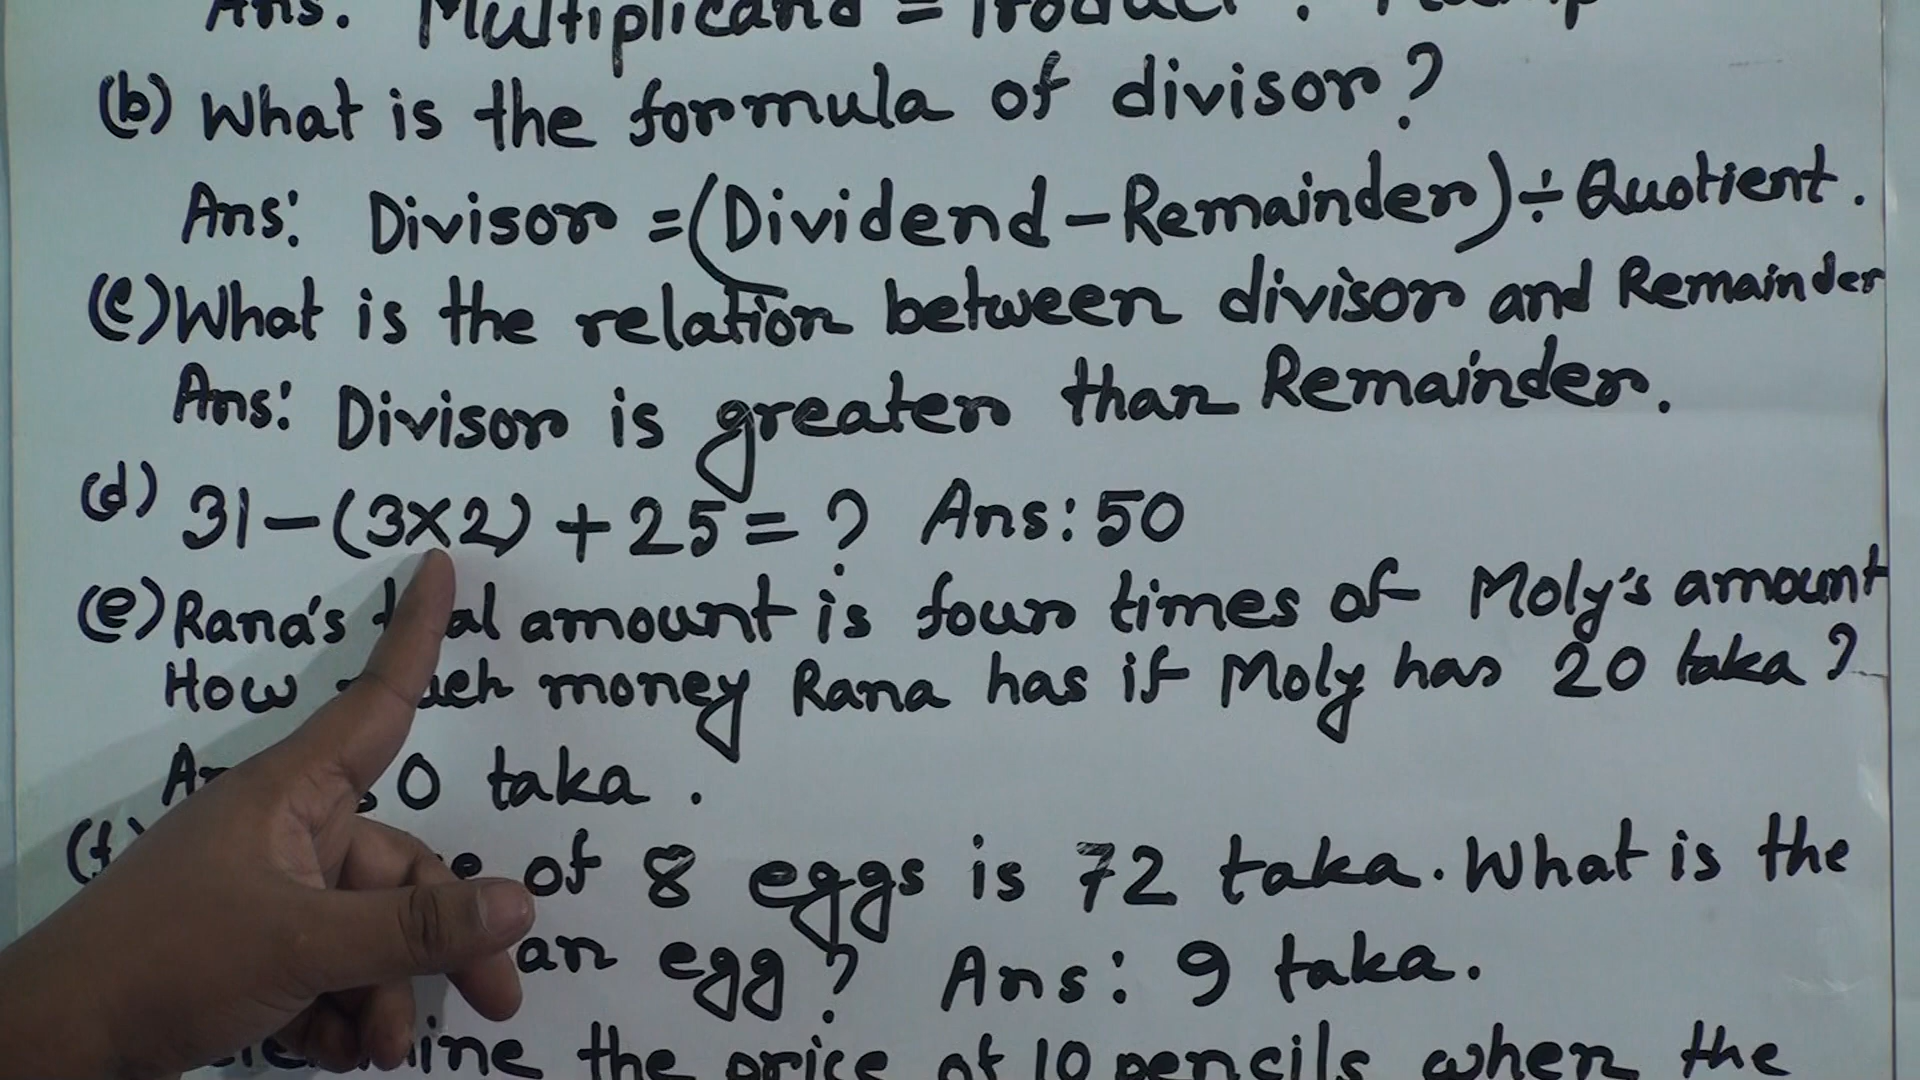 Ans. Multiplicand = Product
(b) What is the formula of divisor?
Ans: Divisor = (Dividend - Remainder) ÷ Quotient.
(c) What is the relation between divisor and Remainder
Ans: Divisor is greater than Remainder.
(d) 31 - (3×2) + 25 = ? Ans: 50
(e) Rana's amount is four times of Moly's amount
How money Rana has if Moly has 20 taka?
0 taka.
(f) of 8 eggs is 72 taka. What is the
an egg? Ans: 9 taka.
the price of 10 pencils when the